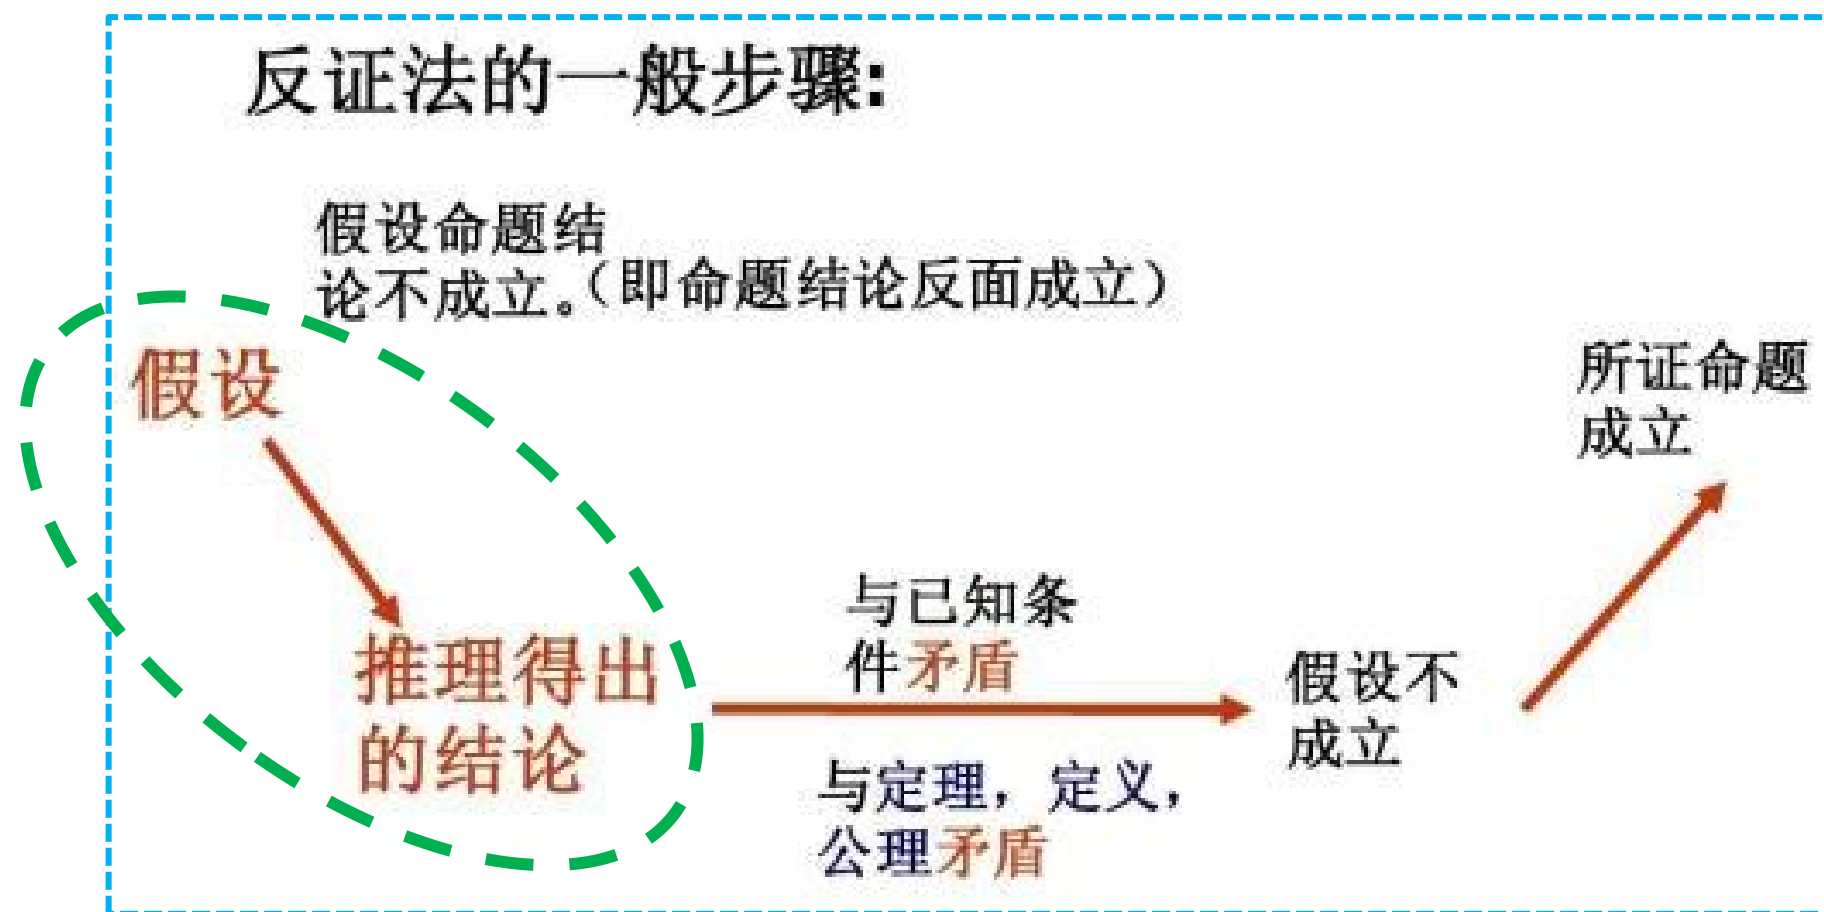 反证法的一般步骤:
假设命题结
论不成立。（即命题结论反面成立）
假设
推理得出
的结论
与已知条
件矛盾
与定理，定义，
公理矛盾
假设不
成立
所证命题
成立